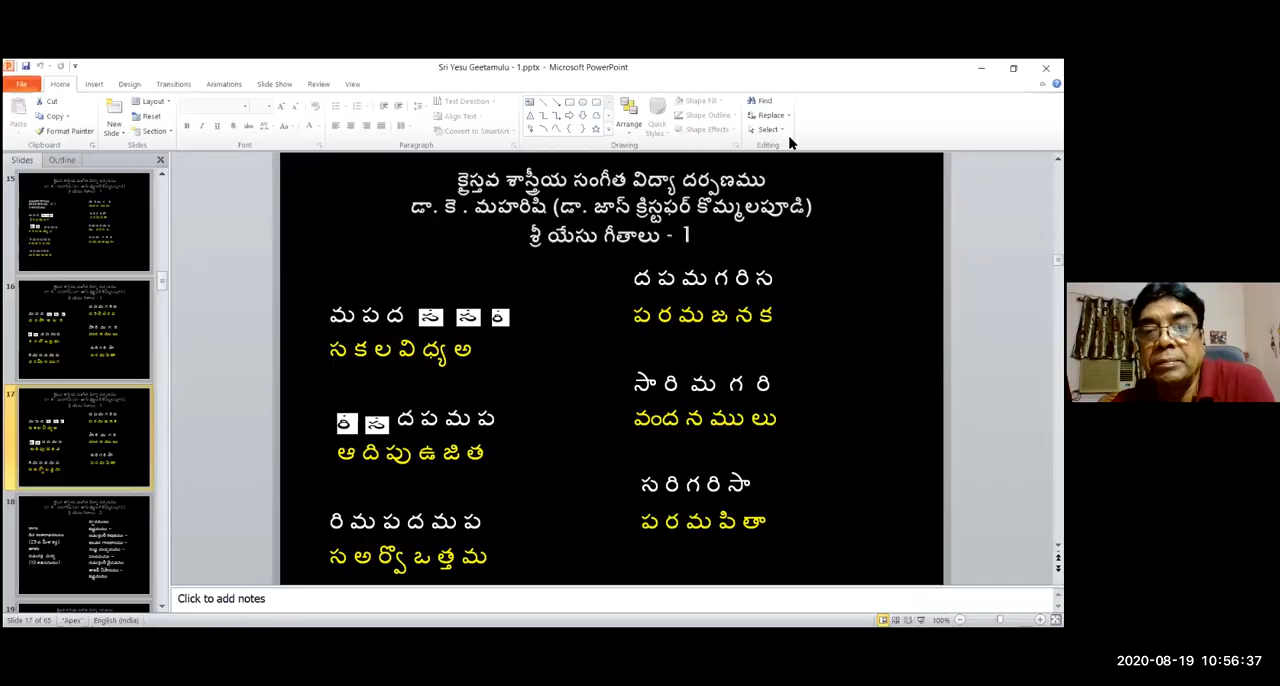 Sri Yesu Geetamulu - 1.pptx - Microsoft PowerPoint
File Home Insert Design Transitions Animations Slide Show Review View
Cut
Copy
Format Painter
Paste
Clipboard
New
Slide
Layout
Reset
Section
Slides
Font
Text Direction
Align Text
Convert to SmartArt
Paragraph
Arrange
Quick
Styles
Shape Fill
Shape Outline
Shape Effects
Drawing
Find
Replace
Select
Editing
Slides Outline
15
16
17
18
19
క్రైస్తవ శాస్త్రీయ సంగీత విద్యా దర్పణము
డా. కె . మహరిషి (డా. జాస్ క్రిస్టఫర్ కొమ్మలపూడి)
శ్రీ యేసు గీతాలు - 1
మ ప ద స స రి
స క ల వి ధ్య అ
రి స ద ప మ ప
ఆ ది పు ఉ జి త
రి మ ప ద మ ప
స అ ర్వో ఒ త్త మ
ద ప మ గ రి స
ప ర మ జ న క
సా రి మ గ రి
వంద న ము లు
స రి గ రి సా
ప ర మ పి తా
Click to add notes
Slide 17 of 65 "Apex" English (India) 100%
2020-08-19 10:56:37